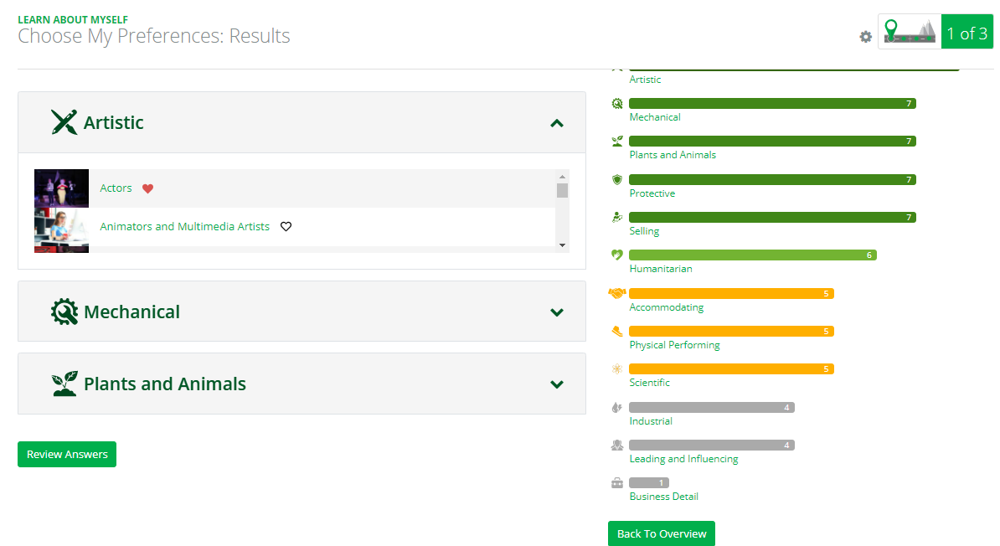 LEARN ABOUT MYSELF
Choose My Preferences: Results
1 of 3
Artistic
Actors
Animators and Multimedia Artists
Mechanical
Plants and Animals
Review Answers
Artistic
7
Mechanical
7
Plants and Animals
7
Protective
7
Selling
6
Humanitarian
5
Accommodating
5
Physical Performing
5
Scientific
4
Industrial
4
Leading and Influencing
1
Business Detail
Back To Overview